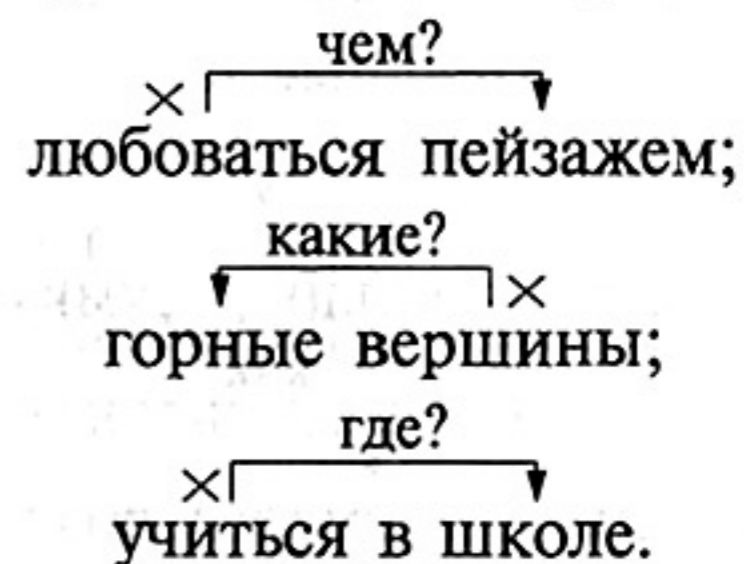 чем?
любоваться пейзажем;
какие?
горные вершины;
где?
учиться в школе.